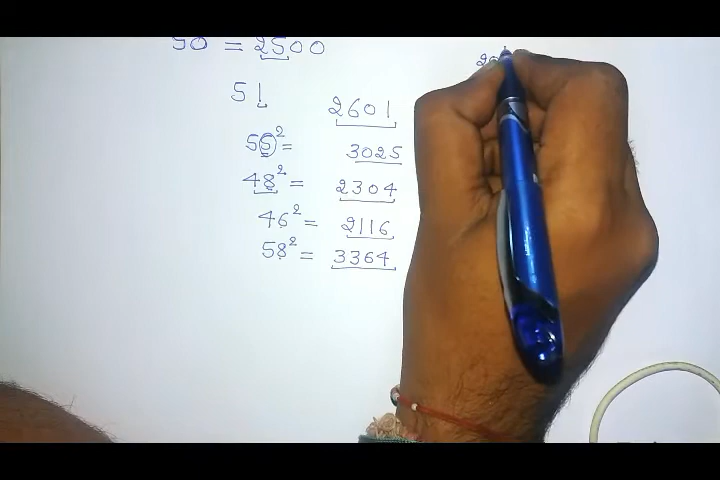 50 = 2500
51 2601
55² = 3025
48² = 2304
46² = 2116
58² = 3364